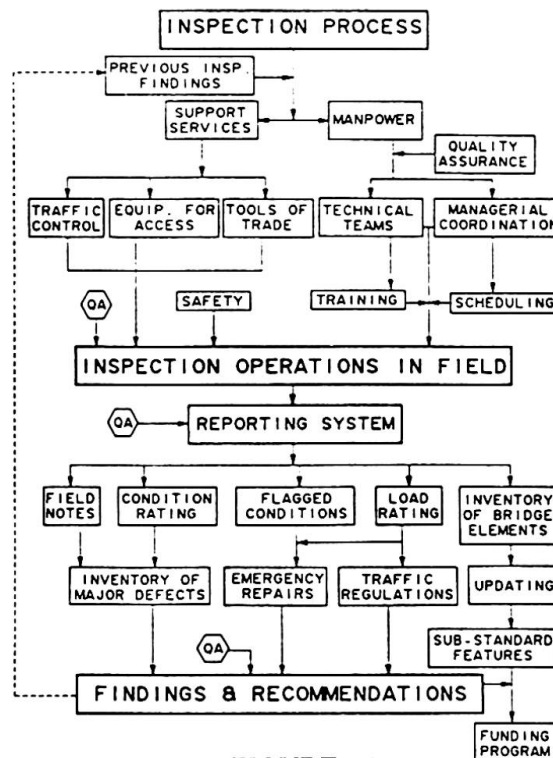 INSPECTION PROCESS
PREVIOUS INSP.
FINDINGS
SUPPORT
SERVICES
MANPOWER
QUALITY
ASSURANCE
TRAFFIC
CONTROL
EQUIP. FOR
ACCESS
TOOLS OF
TRADE
TECHNICAL
TEAMS
MANAGERIAL
COORDINATION
QA
SAFETY
TRAINING
SCHEDULING
INSPECTION OPERATIONS IN FIELD
QA
REPORTING SYSTEM
FIELD
NOTES
CONDITION
RATING
FLAGGED
CONDITIONS
LOAD
RATING
INVENTORY
OF BRIDGE
ELEMENTS
INVENTORY OF
MAJOR DEFECTS
EMERGENCY
REPAIRS
TRAFFIC
REGULATIONS
UPDATING
SUB-STANDARD
FEATURES
QA
FINDINGS & RECOMMENDATIONS
FUNDING
PROGRAM